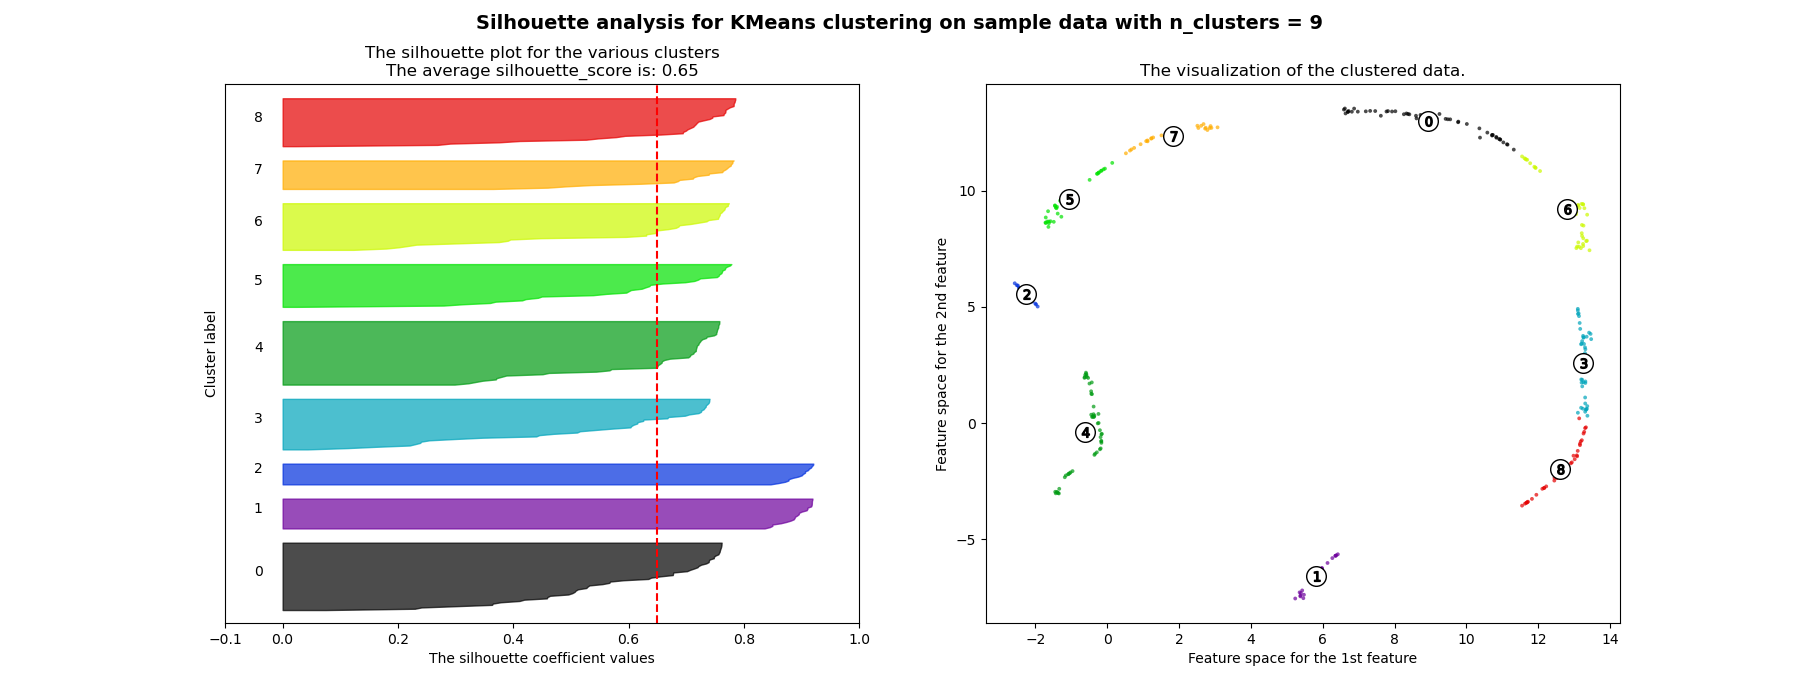 Silhouette analysis for KMeans clustering on sample data with n_clusters = 9
The silhouette plot for the various clusters
The average silhouette_score is: 0.65
8
7
6
5
4
3
2
1
0
Cluster label
−0.1 0.0 0.2 0.4 0.6 0.8 1.0
The silhouette coefficient values
The visualization of the clustered data.
10
5
0
−5
Feature space for the 2nd feature
0
7
5
6
2
3
4
8
1
−2 0 2 4 6 8 10 12 14
Feature space for the 1st feature